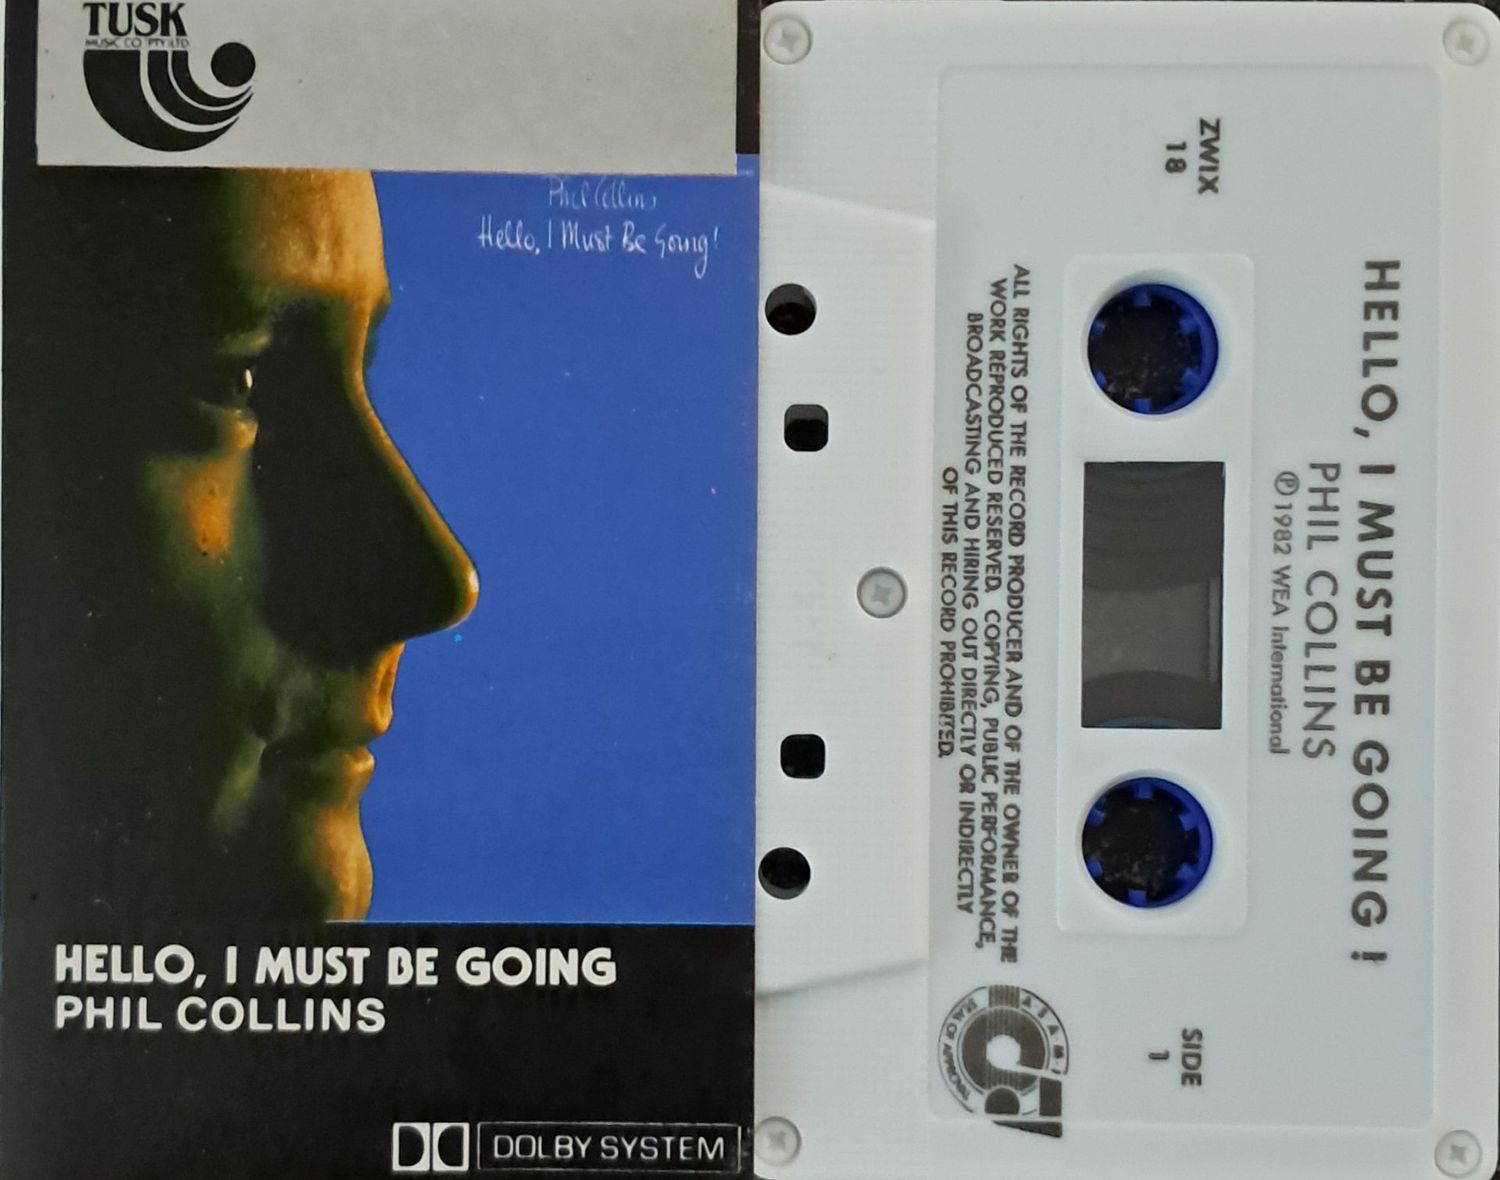 TUSK
MUSIC CO PTY LTD
Phil Collins
Hello, I Must Be Going!
HELLO, I MUST BE GOING
PHIL COLLINS
DOLBY SYSTEM
HELLO, I MUST BE GOING !
PHIL COLLINS
℗ 1982 WEA International
ZWIX
18
SIDE
1
ALL RIGHTS OF THE RECORD PRODUCER AND OF THE OWNER OF THE
WORK REPRODUCED RESERVED. COPYING, PUBLIC PERFORMANCE,
BROADCASTING AND HIRING OUT DIRECTLY OR INDIRECTLY
OF THIS RECORD PROHIBITED.
A.S.A.M.I.
SEAL OF APPROVAL